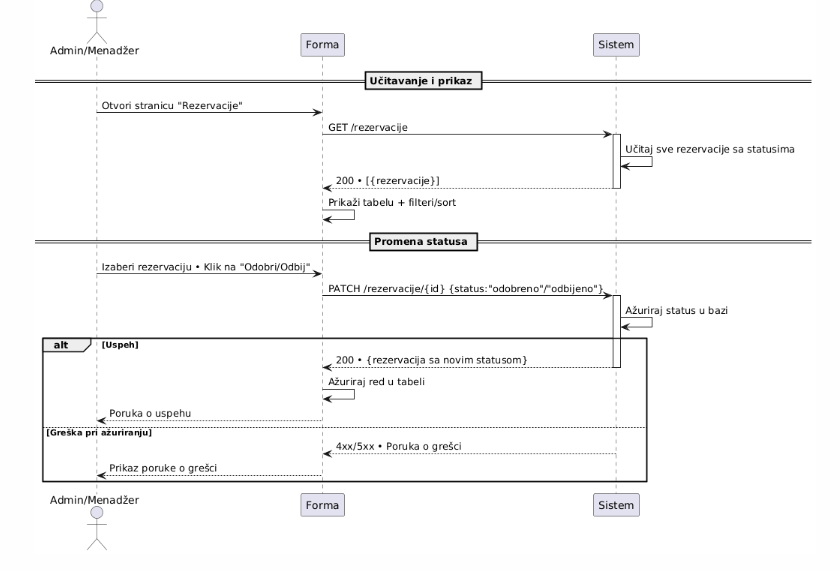 Admin/Menadžer
Forma
Sistem
Učitavanje i prikaz
Otvori stranicu "Rezervacije"
GET /rezervacije
Učitaj sve rezervacije sa statusima
200 • [{rezervacije}]
Prikaži tabelu + filteri/sort
Promena statusa
Izaberi rezervaciju • Klik na "Odobri/Odbij"
PATCH /rezervacije/{id} {status:"odobreno"/"odbijeno"}
Ažuriraj status u bazi
alt
[Uspeh]
200 • {rezervacija sa novim statusom}
Ažuriraj red u tabeli
Poruka o uspehu
[Greška pri ažuriranju]
4xx/5xx • Poruka o grešci
Prikaz poruke o grešci
Admin/Menadžer
Forma
Sistem